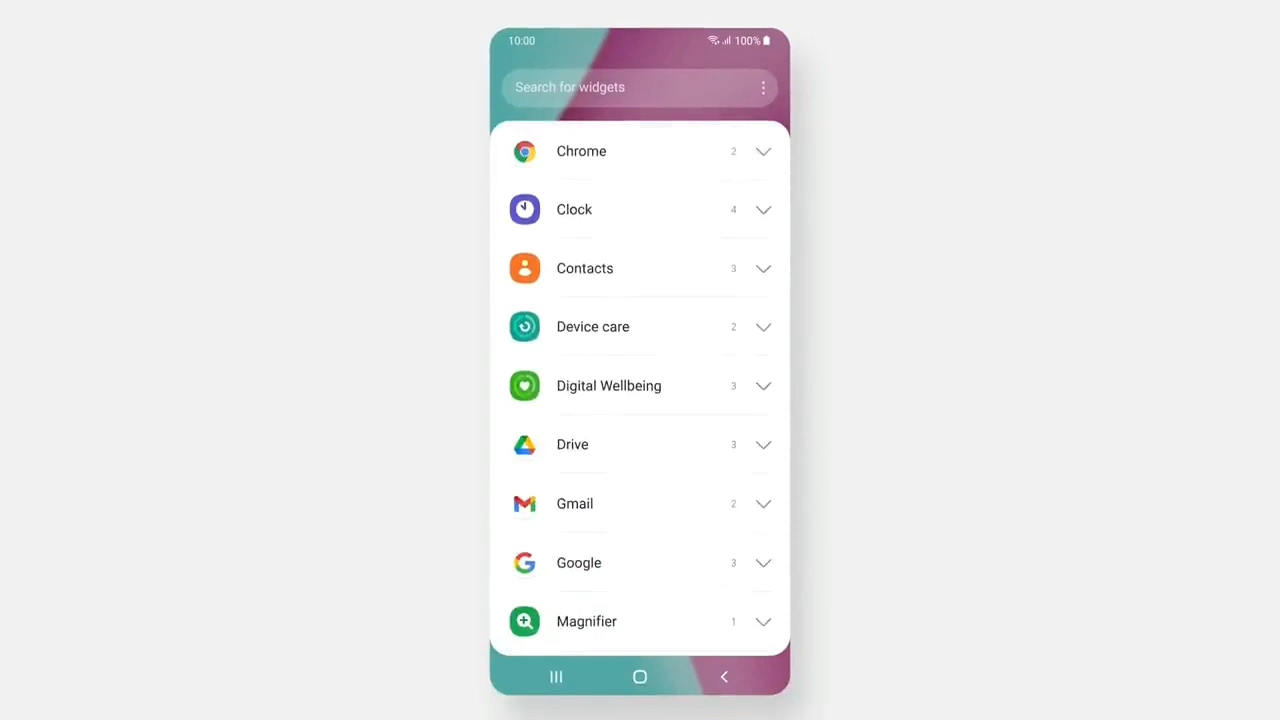 10:00 100%
Search for widgets
Chrome 2
Clock 4
Contacts 3
Device care 2
Digital Wellbeing 3
Drive 3
Gmail 2
Google 3
Magnifier 1